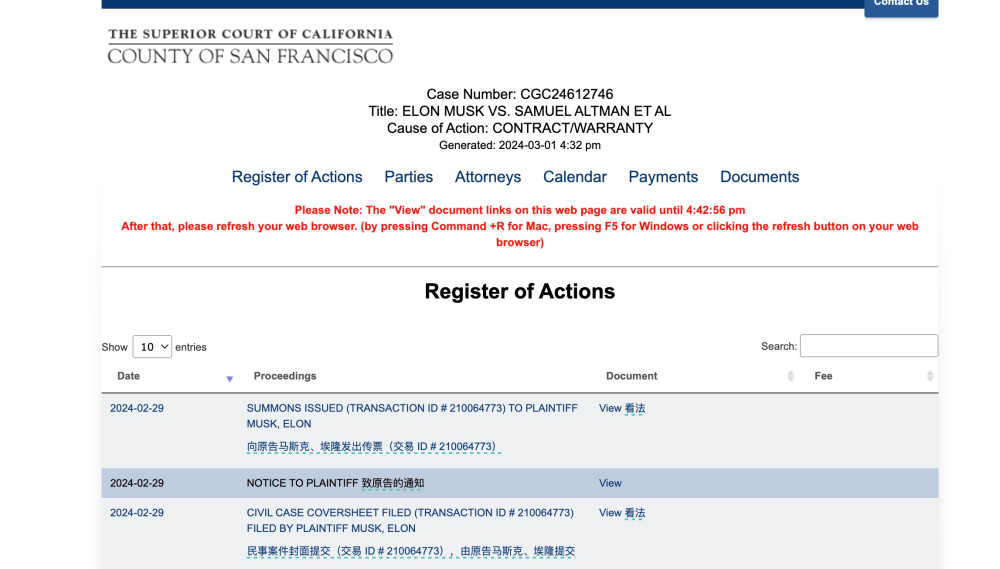 Contact Us
THE SUPERIOR COURT OF CALIFORNIA
COUNTY OF SAN FRANCISCO
Case Number: CGC24612746
Title: ELON MUSK VS. SAMUEL ALTMAN ET AL
Cause of Action: CONTRACT/WARRANTY
Generated: 2024-03-01 4:32 pm
Register of Actions Parties Attorneys Calendar Payments Documents
Please Note: The "View" document links on this web page are valid until 4:42:56 pm
After that, please refresh your web browser. (by pressing Command +R for Mac, pressing F5 for Windows or clicking the refresh button on your web
browser)
Register of Actions
Show 10 entries Search:
Date Proceedings Document Fee
2024-02-29 SUMMONS ISSUED (TRANSACTION ID # 210064773) TO PLAINTIFF View 看法
MUSK, ELON
向原告马斯克、埃隆发出传票（交易 ID # 210064773）
2024-02-29 NOTICE TO PLAINTIFF 致原告的通知 View
2024-02-29 CIVIL CASE COVERSHEET FILED (TRANSACTION ID # 210064773) View 看法
FILED BY PLAINTIFF MUSK, ELON
民事案件封面提交（交易 ID # 210064773），由原告马斯克、埃隆提交